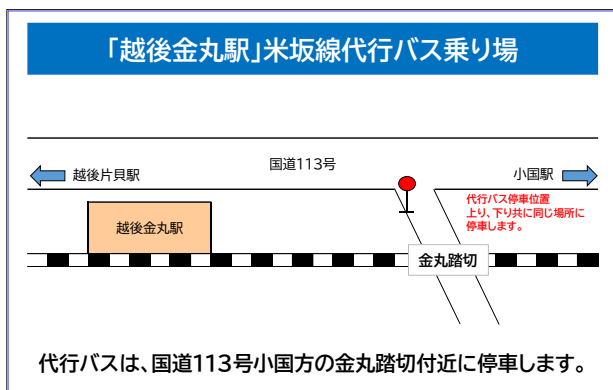 「越後金丸駅」米坂線代行バス乗り場
国道113号
越後片貝駅
小国駅
代行バス停車位置
上り、下り共に同じ場所に
停車します。
越後金丸駅
金丸踏切
代行バスは、国道113号小国方の金丸踏切付近に停車します。